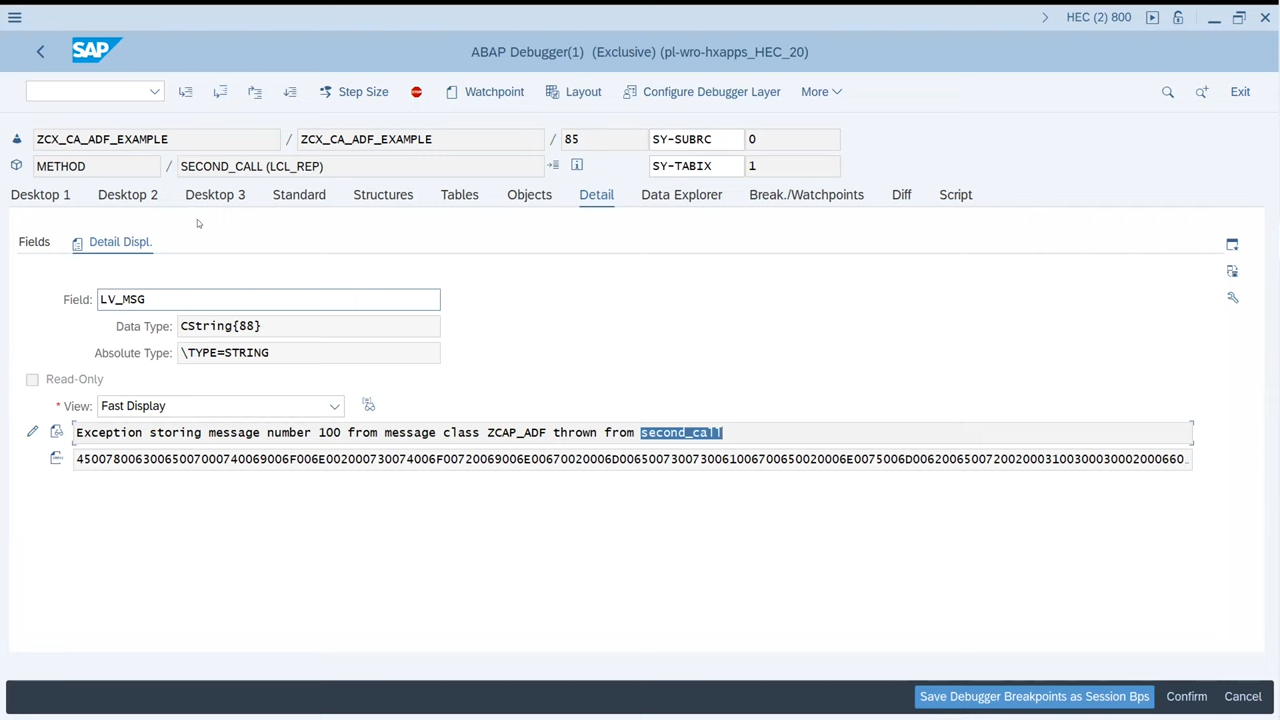 HEC (2) 800
SAP
ABAP Debugger(1) (Exclusive) (pl-wro-hxapps_HEC_20)
Step Size
STOP
Watchpoint
Layout
Configure Debugger Layer
More
Exit
ZCX_CA_ADF_EXAMPLE / ZCX_CA_ADF_EXAMPLE / 85 SY-SUBRC 0
METHOD / SECOND_CALL (LCL_REP) SY-TABIX 1
Desktop 1 Desktop 2 Desktop 3 Standard Structures Tables Objects Detail Data Explorer Break./Watchpoints Diff Script
Fields Detail Displ.
Field: LV_MSG
Data Type: CString{88}
Absolute Type: \TYPE=STRING
Read-Only
* View: Fast Display
Exception storing message number 100 from message class ZCAP_ADF thrown from second_call
Save Debugger Breakpoints as Session Bps Confirm Cancel